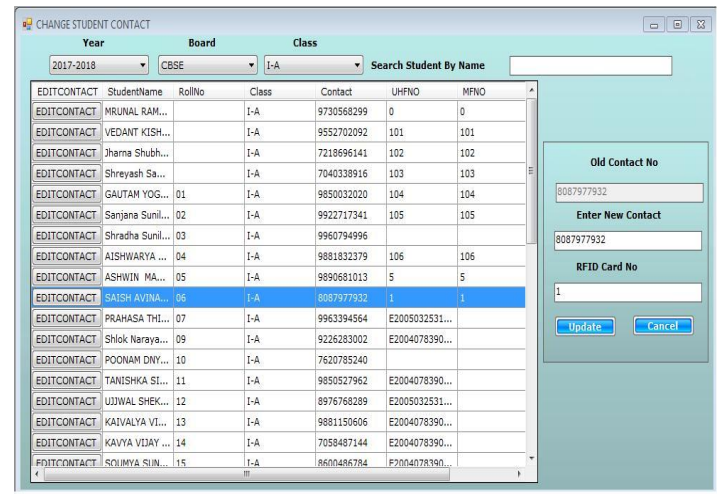 CHANGE STUDENT CONTACT
Year Board Class
2017-2018 CBSE I-A Search Student By Name
EDITCONTACT StudentName RollNo Class Contact UHFNO MFNO
EDITCONTACT MRUNAL RAM... I-A 9730568299 0 0
EDITCONTACT VEDANT KISH... I-A 9552702092 101 101
EDITCONTACT Jharna Shubh... I-A 7218696141 102 102
EDITCONTACT Shreyash Sa... I-A 7040338916 103 103
EDITCONTACT GAUTAM YOG... 01 I-A 9850032020 104 104
EDITCONTACT Sanjana Sunil... 02 I-A 9922717341 105 105
EDITCONTACT Shradha Sunil... 03 I-A 9960794996
EDITCONTACT AISHWARYA ... 04 I-A 9881832379 106 106
EDITCONTACT ASHWIN MA... 05 I-A 9890681013 5 5
EDITCONTACT SAISH AVINA... 06 I-A 8087977932 1 1
EDITCONTACT PRAHASA THI... 07 I-A 9963394564 E2005032531...
EDITCONTACT Shlok Naraya... 09 I-A 9226283002 E2004078390...
EDITCONTACT POONAM DNY... 10 I-A 7620785240
EDITCONTACT TANISHKA SI... 11 I-A 9850527962 E2004078390...
EDITCONTACT UJJWAL SHEK... 12 I-A 8976768289 E2005032531...
EDITCONTACT KAIVALYA VI... 13 I-A 9881150606 E2004078390...
EDITCONTACT KAVYA VIJAY ... 14 I-A 7058487144 E2004078390...
EDITCONTACT SOUMYA SUN... 15 I-A 8600486784 E2004078390...
Old Contact No
8087977932
Enter New Contact
8087977932
RFID Card No
1
Update Cancel